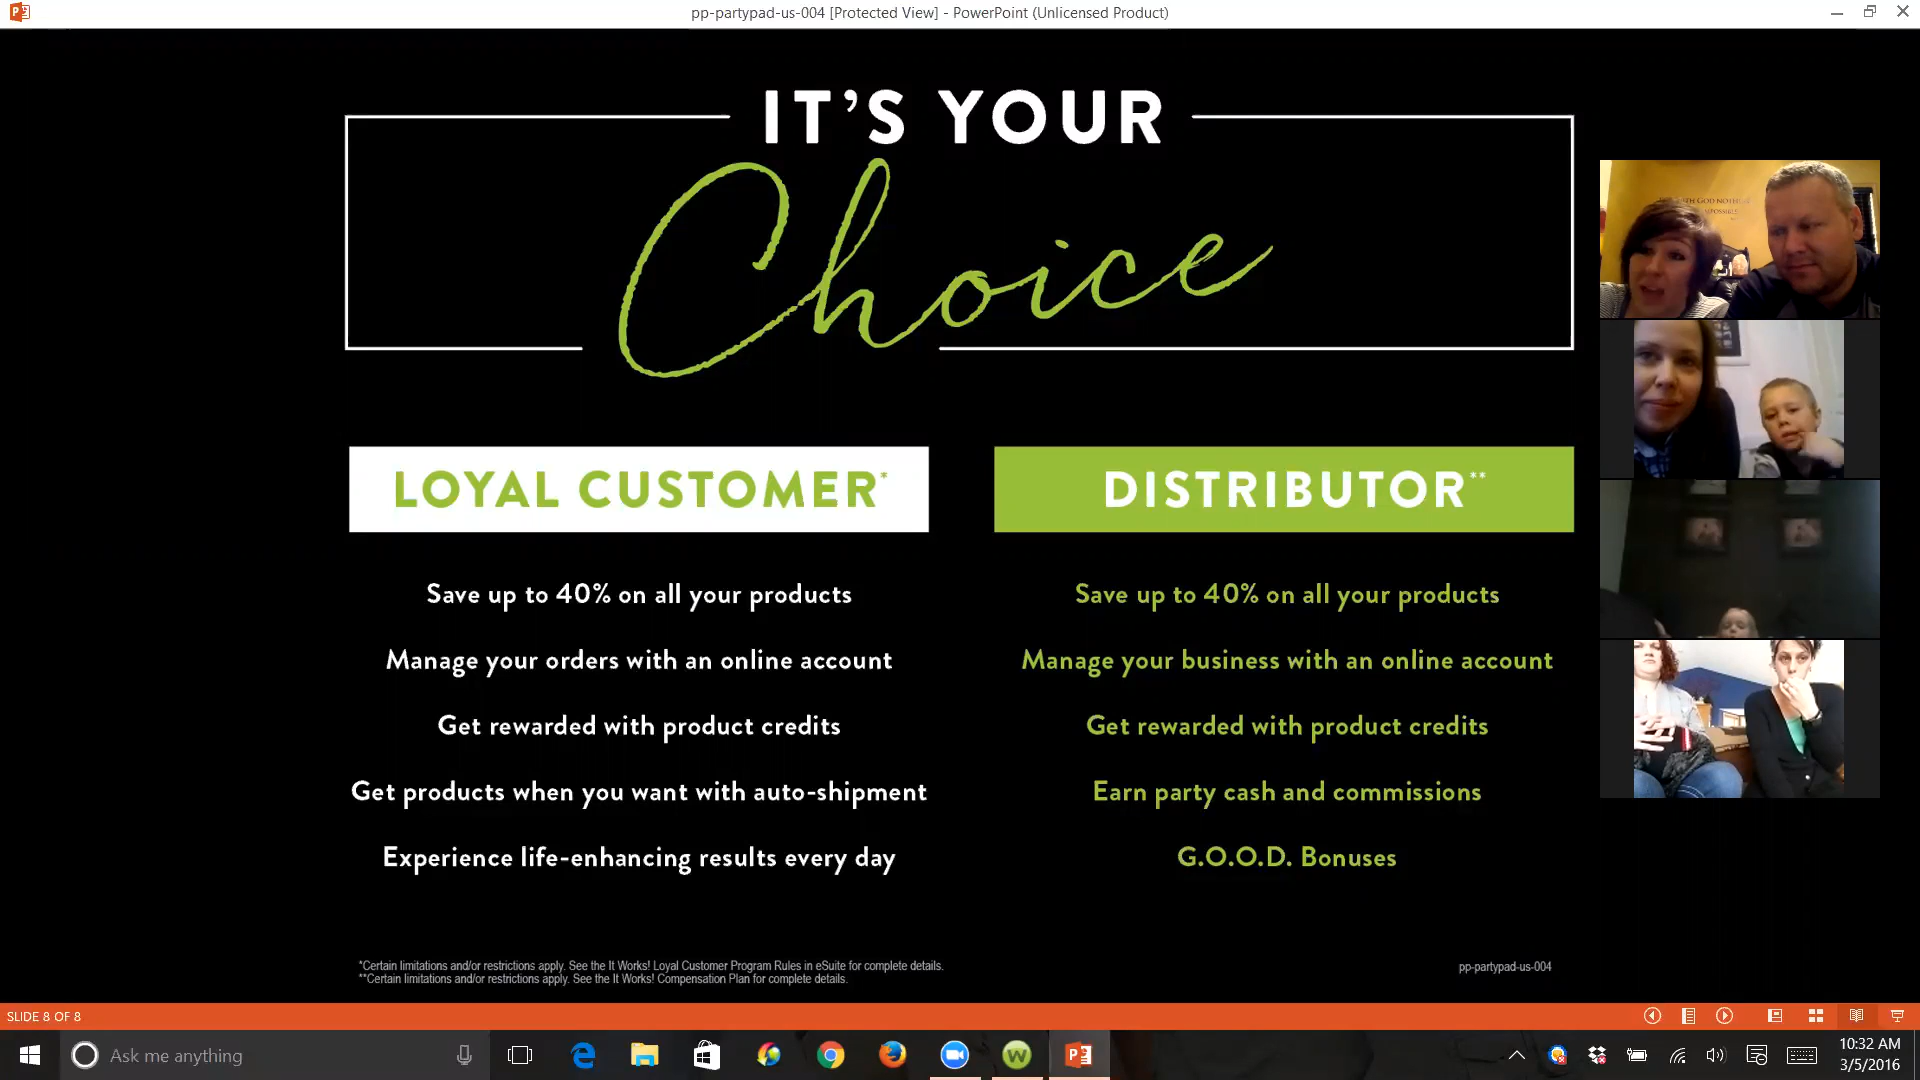 pp-partypad-us-004 [Protected View] - PowerPoint (Unlicensed Product)
IT'S YOUR
Choice
LOYAL CUSTOMER*
Save up to 40% on all your products
Manage your orders with an online account
Get rewarded with product credits
Get products when you want with auto-shipment
Experience life-enhancing results every day
DISTRIBUTOR**
Save up to 40% on all your products
Manage your business with an online account
Get rewarded with product credits
Earn party cash and commissions
G.O.O.D. Bonuses
*Certain limitations and/or restrictions apply. See the It Works! Loyal Customer Program Rules in eSuite for complete details.
**Certain limitations and/or restrictions apply. See the It Works! Compensation Plan for complete details.
pp-partypad-us-004
GOD
SLIDE 8 OF 8
Ask me anything
10:32 AM
3/5/2016